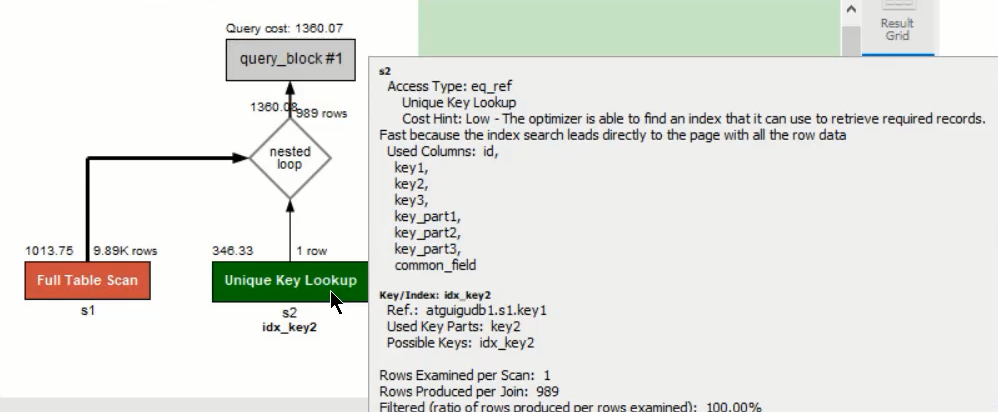 Query cost: 1360.07
query_block #1
1360.08
989 rows
nested
loop
1013.75
9.89K rows
Full Table Scan
s1
346.33
1 row
Unique Key Lookup
s2
idx_key2
Result
Grid
s2
Access Type: eq_ref
Unique Key Lookup
Cost Hint: Low - The optimizer is able to find an index that it can use to retrieve required records.
Fast because the index search leads directly to the page with all the row data
Used Columns: id,
key1,
key2,
key3,
key_part1,
key_part2,
key_part3,
common_field
Key/Index: idx_key2
Ref.: atguigudb1.s1.key1
Used Key Parts: key2
Possible Keys: idx_key2
Rows Examined per Scan: 1
Rows Produced per Join: 989
Filtered (ratio of rows produced per rows examined): 100.00%